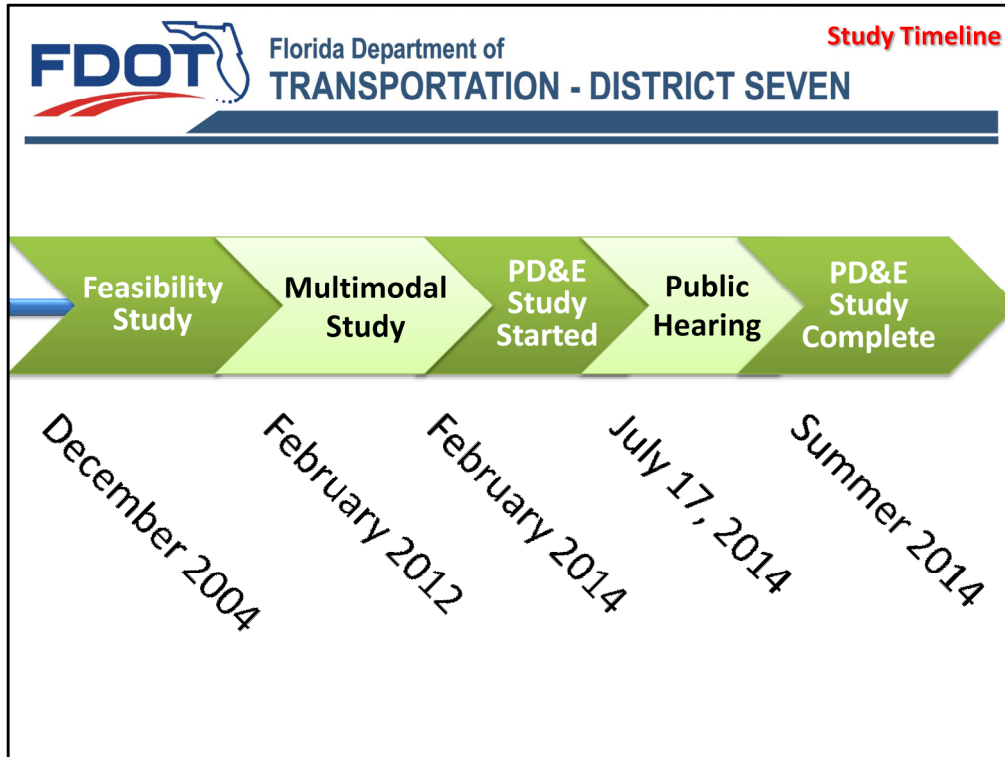 Study Timeline
FDOT
Florida Department of
TRANSPORTATION - DISTRICT SEVEN
Feasibility
Study
Multimodal
Study
PD&E
Study
Started
Public
Hearing
PD&E
Study
Complete
December 2004
February 2012
February 2014
July 17, 2014
Summer 2014